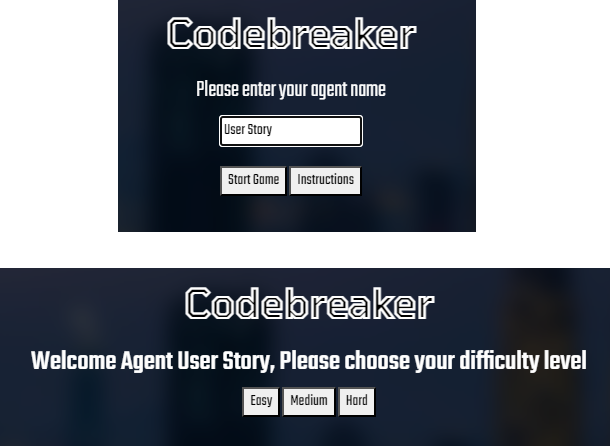 Codebreaker
Please enter your agent name
User Story
Start Game Instructions
Codebreaker
Welcome Agent User Story, Please choose your difficulty level
Easy Medium Hard